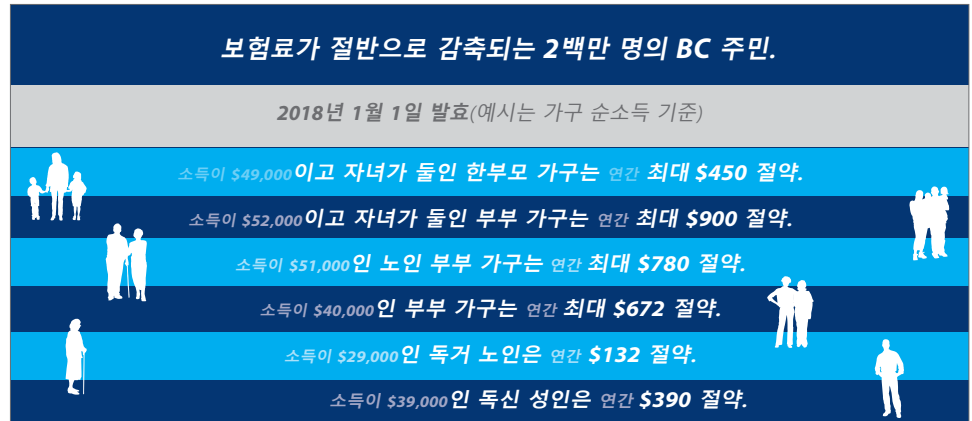 보험료가 절반으로 감축되는 2백만 명의 BC 주민.
2018년 1월 1일 발효(예시는 가구 순소득 기준)
소득이 $49,000이고 자녀가 둘인 한부모 가구는 연간 최대 $450 절약.
소득이 $52,000이고 자녀가 둘인 부부 가구는 연간 최대 $900 절약.
소득이 $51,000인 노인 부부 가구는 연간 최대 $780 절약.
소득이 $40,000인 부부 가구는 연간 최대 $672 절약.
소득이 $29,000인 독거 노인은 연간 $132 절약.
소득이 $39,000인 독신 성인은 연간 $390 절약.